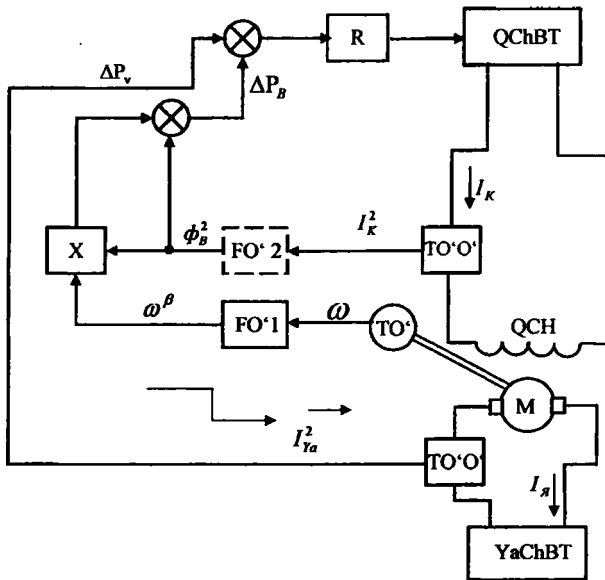 R
QChBT
ΔP_v
ΔP_B
I_K
X
ϕ_B^2
FO‘ 2
I_K^2
TO‘O‘
ω^β
FO‘1
ω
TO‘
QCH
M
I_Ya^2
TO‘O‘
I_Я
YaChBT